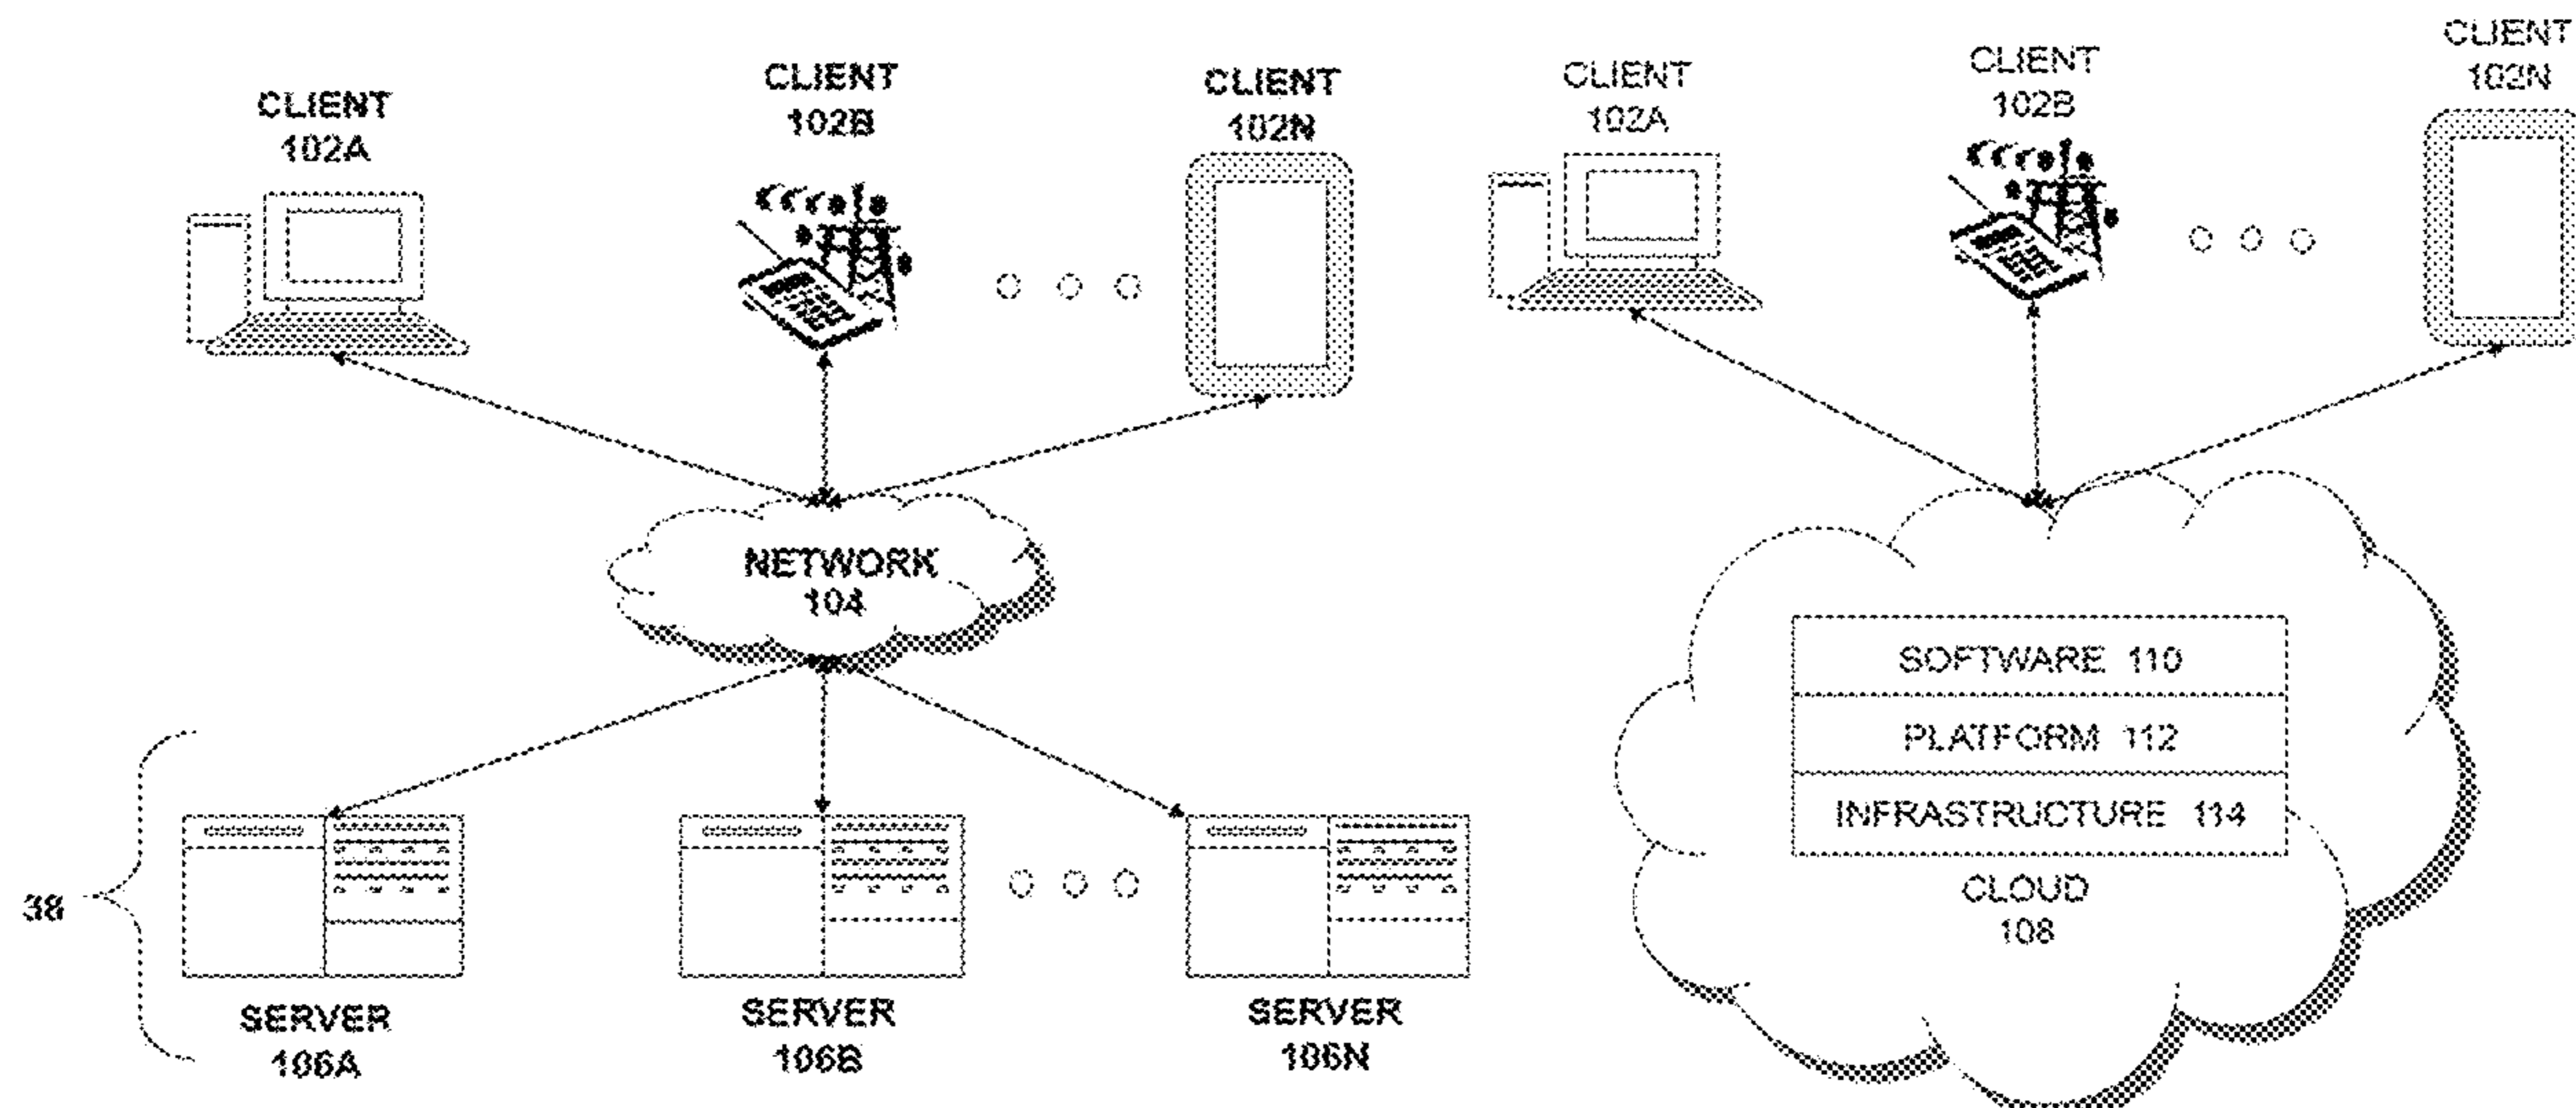 CLIENT
102A
CLIENT
102B
CLIENT
102N
NETWORK
104
38
SERVER
106A
SERVER
106B
SERVER
106N
CLIENT
102A
CLIENT
102B
CLIENT
102N
SOFTWARE 110
PLATFORM 112
INFRASTRUCTURE 114
CLOUD
108